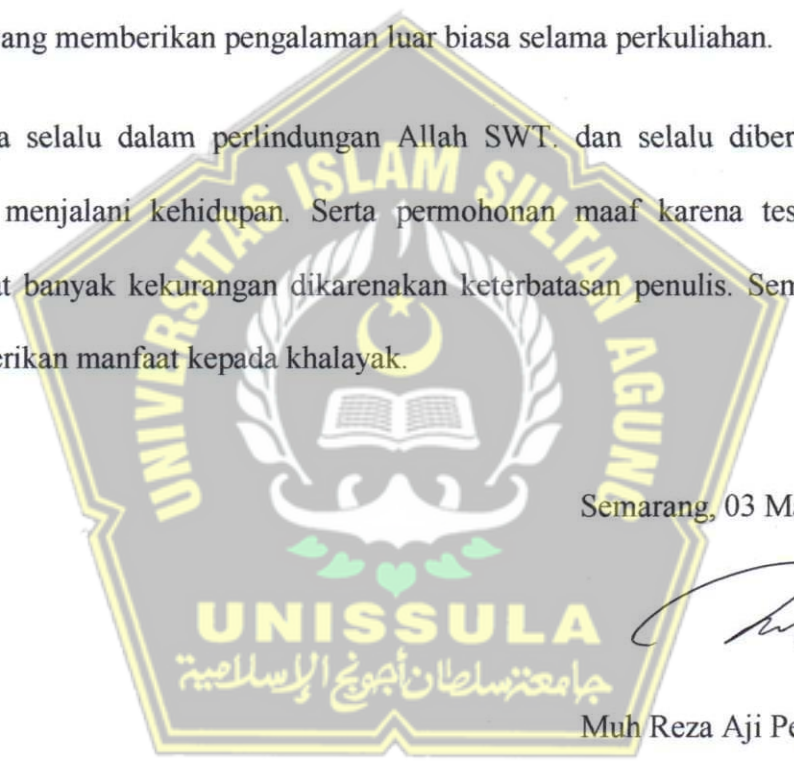 ang memberikan pengalaman luar biasa selama perkuliahan.
a selalu dalam perlindungan Allah SWT. dan selalu diber
menjalani kehidupan. Serta permohonan maaf karena tes
at banyak kekurangan dikarenakan keterbatasan penulis. Sem
erikan manfaat kepada khalayak.
UNIVERSITAS ISLAM SULTAN AGUNG
Semarang, 03 M
UNISSULA
جامعة سلطان أجونج الإسلامية
Muh Reza Aji Pe